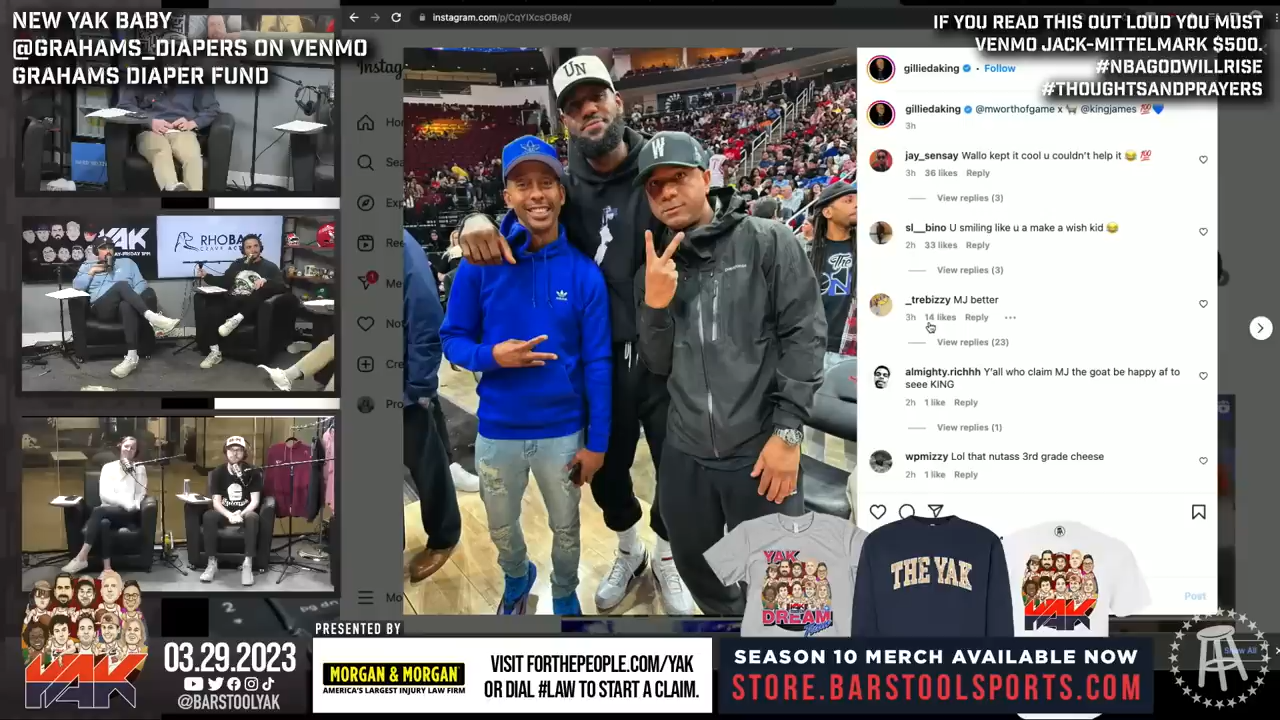 NEW YAK BABY
@GRAHAMS_DIAPERS ON VENMO
GRAHAMS DIAPER FUND
instagram.com/p/CqYIXcsOBe8/
IF YOU READ THIS OUT LOUD YOU MUST
VENMO JACK-MITTELMARK $500.
#NBAGODWILLRISE
#THOUGHTSANDPRAYERS
gilliedaking • Follow
gilliedaking @mworthofgame x 🐐 @kingjames 💯💙
3h
jay_sensay Wallo kept it cool u couldn't help it 😂 💯
3h 36 likes Reply
View replies (3)
sl__bino U smiling like u a make a wish kid 😂
2h 33 likes Reply
View replies (3)
_trebizzy MJ better
3h 14 likes Reply ...
View replies (23)
almighty.richhh Y'all who claim MJ the goat be happy af to
seee KING
2h 1 like Reply
View replies (1)
wpmizzy Lol that nutass 3rd grade cheese
2h 1 like Reply
Post
UN
W
YAK
RHOBACK
YAK
DREAM
THE YAK
YAK
YAK
03.29.2023
@BARSTOOLYAK
PRESENTED BY
MORGAN & MORGAN
AMERICA'S LARGEST INJURY LAW FIRM
VISIT FORTHEPEOPLE.COM/YAK
OR DIAL #LAW TO START A CLAIM.
SEASON 10 MERCH AVAILABLE NOW
STORE.BARSTOOLSPORTS.COM
Show All